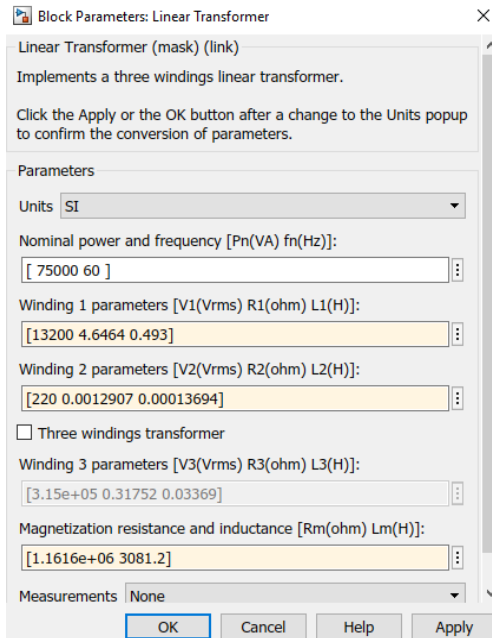 Block Parameters: Linear Transformer
Linear Transformer (mask) (link)
Implements a three windings linear transformer.
Click the Apply or the OK button after a change to the Units popup
to confirm the conversion of parameters.
Parameters
Units SI
Nominal power and frequency [Pn(VA) fn(Hz)]:
[ 75000 60 ]
Winding 1 parameters [V1(Vrms) R1(ohm) L1(H)]:
[13200 4.6464 0.493]
Winding 2 parameters [V2(Vrms) R2(ohm) L2(H)]:
[220 0.0012907 0.00013694]
Three windings transformer
Winding 3 parameters [V3(Vrms) R3(ohm) L3(H)]:
[3.15e+05 0.31752 0.03369]
Magnetization resistance and inductance [Rm(ohm) Lm(H)]:
[1.1616e+06 3081.2]
Measurements None
OK Cancel Help Apply